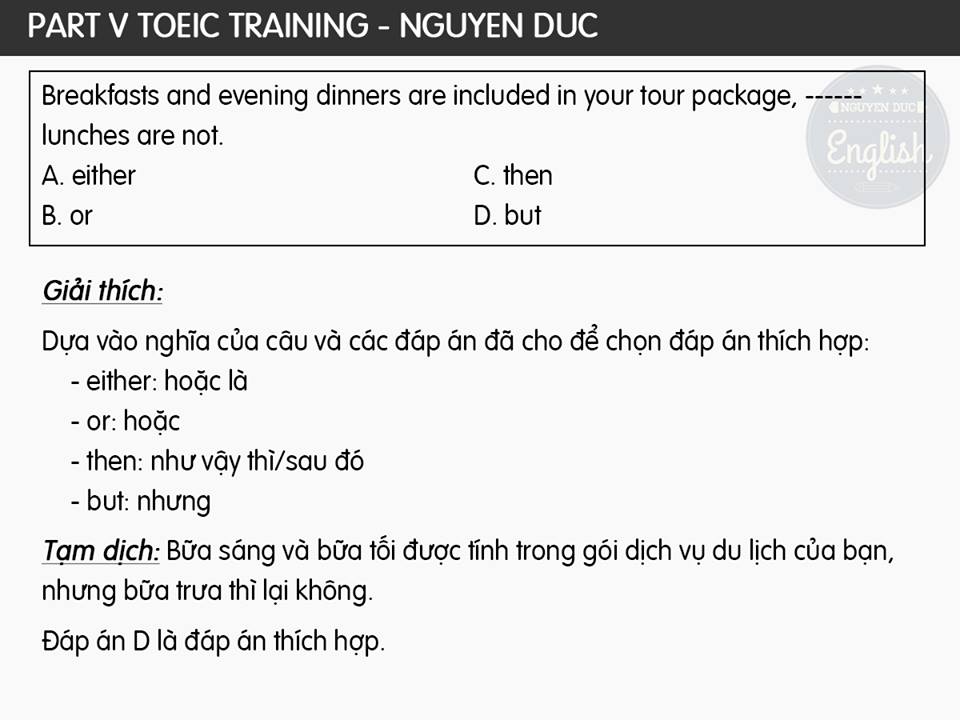 PART V TOEIC TRAINING - NGUYEN DUC
Breakfasts and evening dinners are included in your tour package, ------
lunches are not.
A. either
C. then
B. or
D. but
NGUYEN DUC
English
Giải thích:
Dựa vào nghĩa của câu và các đáp án đã cho để chọn đáp án thích hợp:
- either: hoặc là
- or: hoặc
- then: như vậy thì/sau đó
- but: nhưng
Tạm dịch: Bữa sáng và bữa tối được tính trong gói dịch vụ du lịch của bạn,
nhưng bữa trưa thì lại không.
Đáp án D là đáp án thích hợp.